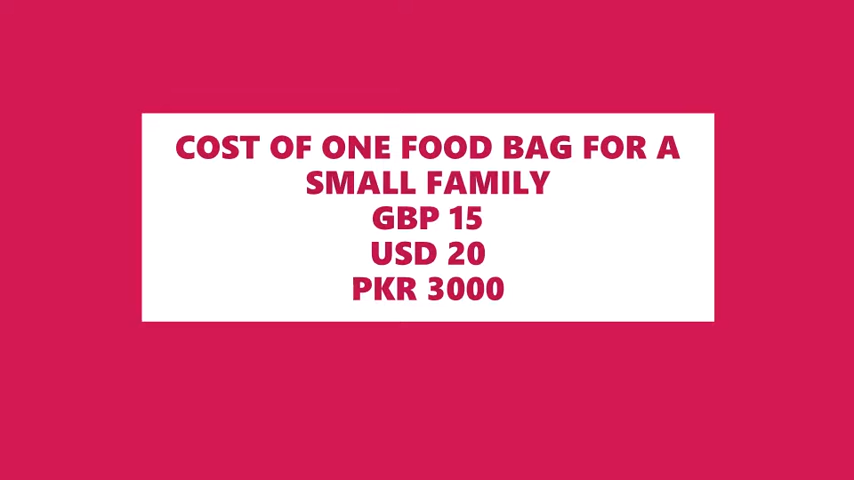 COST OF ONE FOOD BAG FOR A
SMALL FAMILY
GBP 15
USD 20
PKR 3000